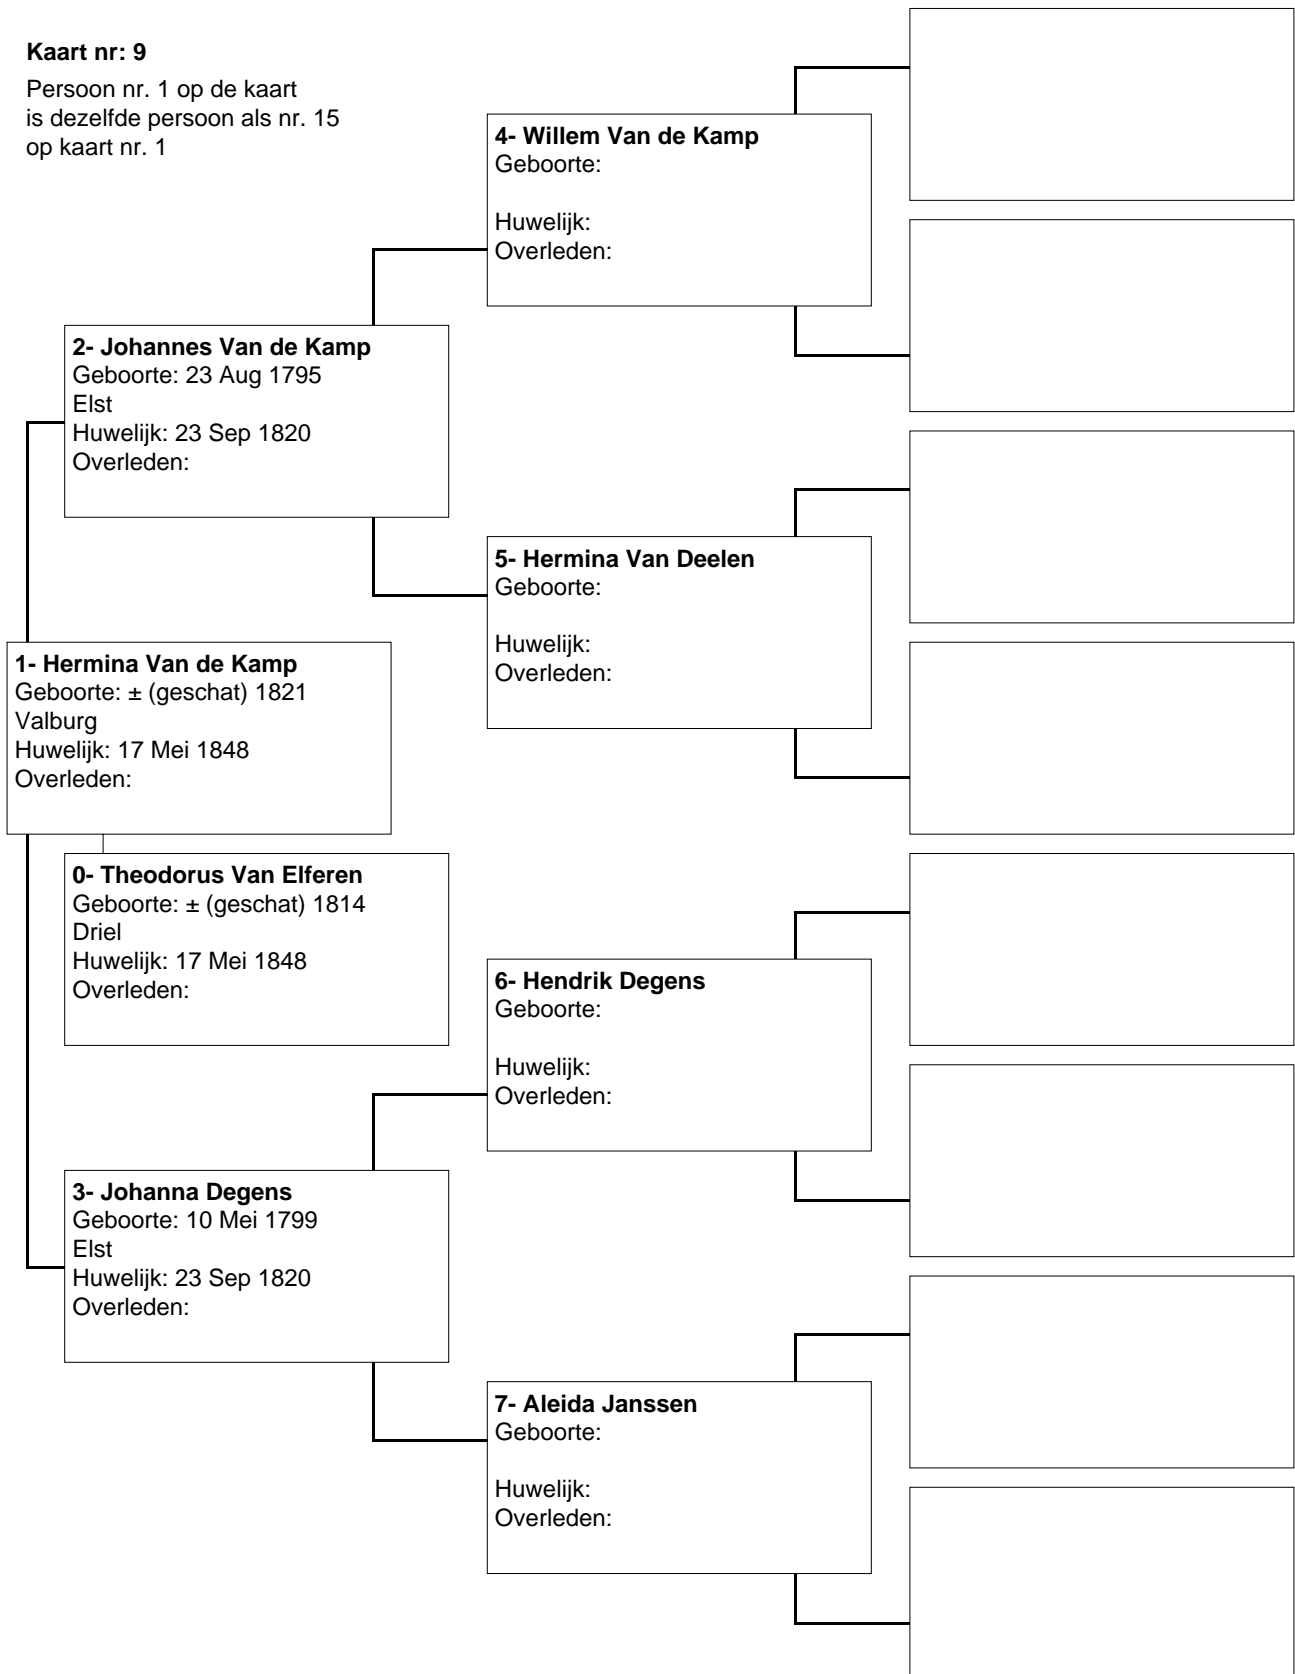 Kaart nr: 9
Persoon nr. 1 op de kaart
is dezelfde persoon als nr. 15
op kaart nr. 1
4- Willem Van de Kamp
Geboorte:
Huwelijk:
Overleden:
2- Johannes Van de Kamp
Geboorte: 23 Aug 1795
Elst
Huwelijk: 23 Sep 1820
Overleden:
5- Hermina Van Deelen
Geboorte:
Huwelijk:
Overleden:
1- Hermina Van de Kamp
Geboorte: ± (geschat) 1821
Valburg
Huwelijk: 17 Mei 1848
Overleden:
0- Theodorus Van Elferen
Geboorte: ± (geschat) 1814
Driel
Huwelijk: 17 Mei 1848
Overleden:
6- Hendrik Degens
Geboorte:
Huwelijk:
Overleden:
3- Johanna Degens
Geboorte: 10 Mei 1799
Elst
Huwelijk: 23 Sep 1820
Overleden:
7- Aleida Janssen
Geboorte:
Huwelijk:
Overleden: